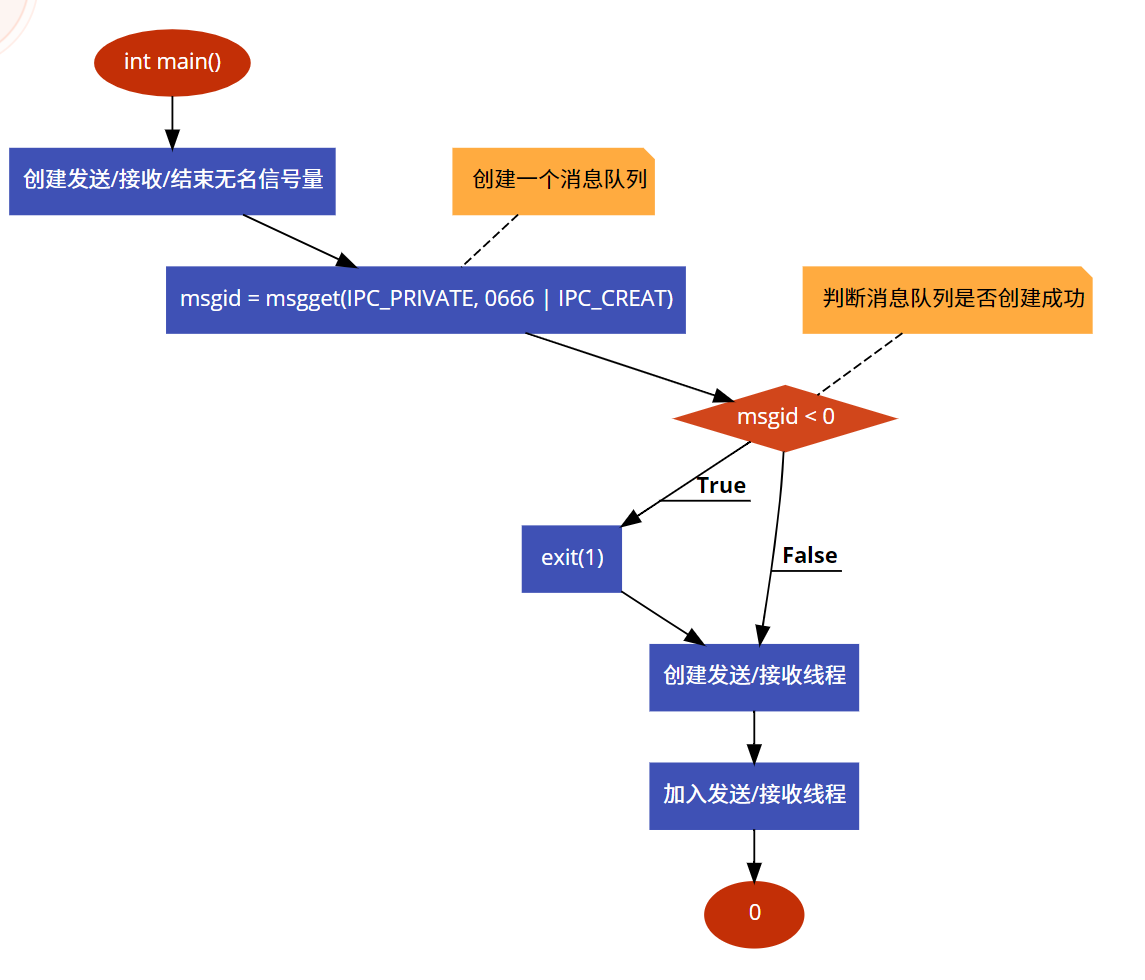 int main()
创建发送/接收/结束无名信号量
创建一个消息队列
msgid = msgget(IPC_PRIVATE, 0666 | IPC_CREAT)
判断消息队列是否创建成功
msgid < 0
True
False
exit(1)
创建发送/接收线程
加入发送/接收线程
0